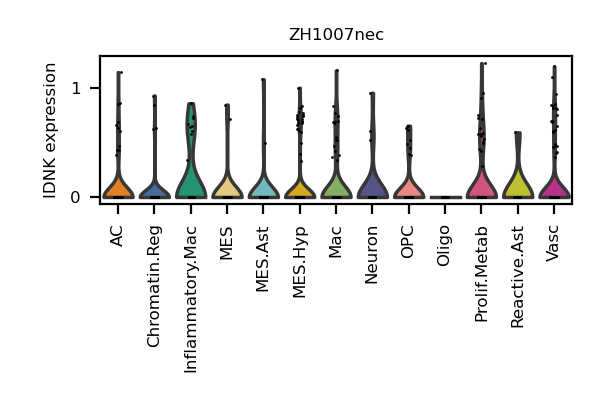 ZH1007nec
IDNK expression
1
0
AC
Chromatin.Reg
Inflammatory.Mac
MES
MES.Ast
MES.Hyp
Mac
Neuron
OPC
Oligo
Prolif.Metab
Reactive.Ast
Vasc